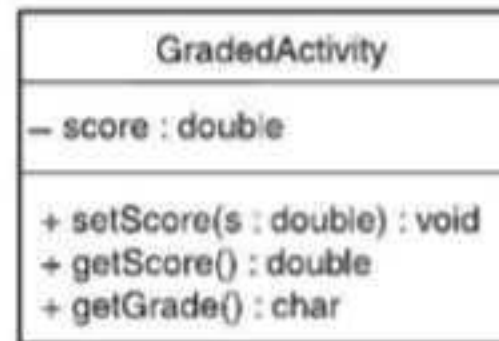 GradedActivity
– score : double
+ setScore(s : double) : void
+ getScore() : double
+ getGrade() : char